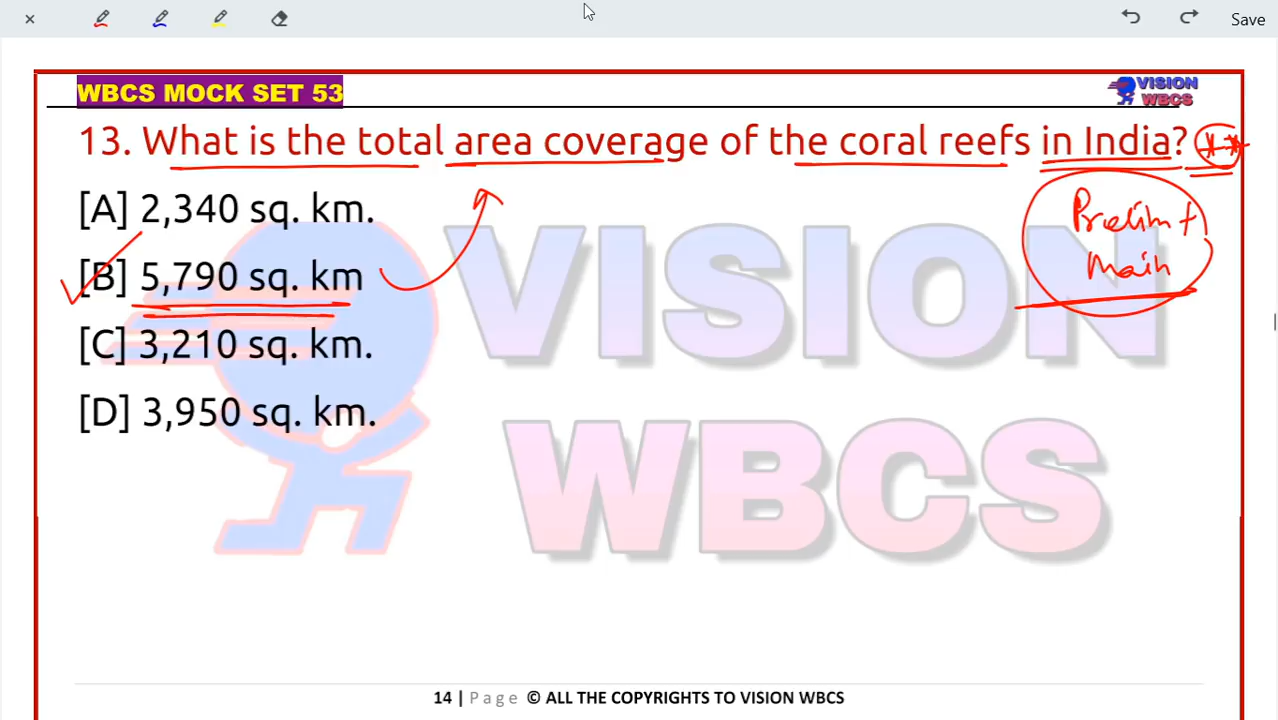 Save
WBCS MOCK SET 53
VISION
WBCS
13. What is the total area coverage of the coral reefs in India? **
[A] 2,340 sq. km.
Prelim +
Main
[B] 5,790 sq. km
[C] 3,210 sq. km.
[D] 3,950 sq. km.
VISION
WBCS
14 | Page © ALL THE COPYRIGHTS TO VISION WBCS